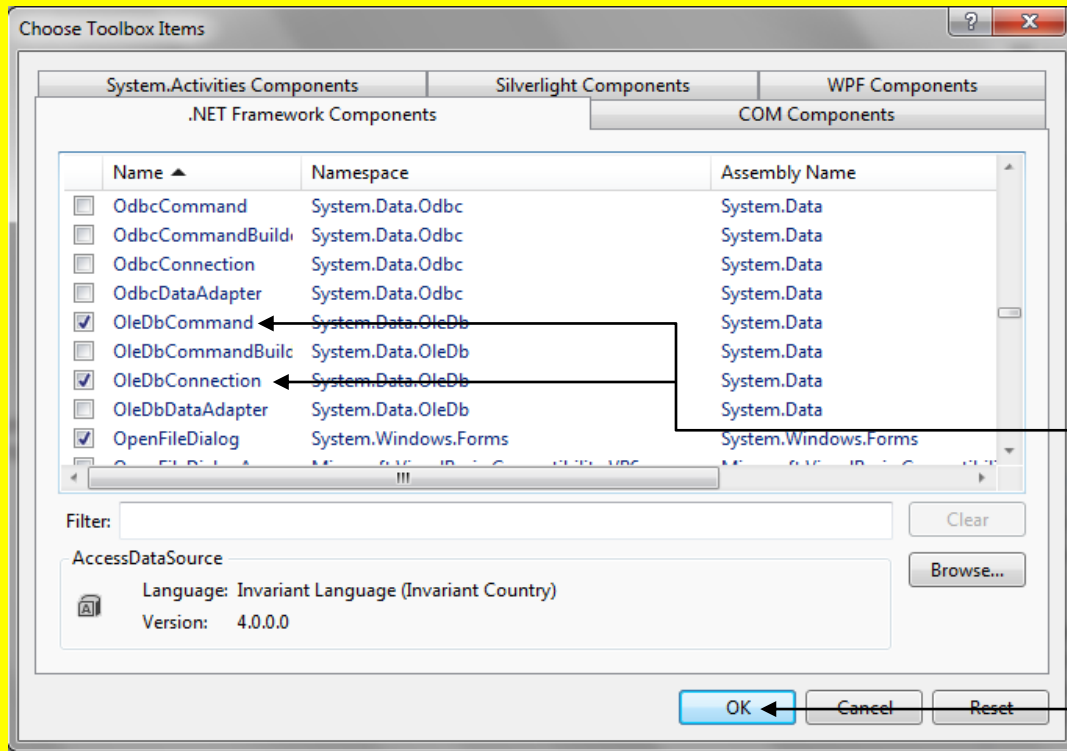 Choose Toolbox Items
System.Activities Components Silverlight Components WPF Components
.NET Framework Components COM Components
Name Namespace Assembly Name
OdbcCommand System.Data.Odbc System.Data
OdbcCommandBuild System.Data.Odbc System.Data
OdbcConnection System.Data.Odbc System.Data
OdbcDataAdapter System.Data.Odbc System.Data
OleDbCommand System.Data.OleDb System.Data
OleDbCommandBuilc System.Data.OleDb System.Data
OleDbConnection System.Data.OleDb System.Data
OleDbDataAdapter System.Data.OleDb System.Data
OpenFileDialog System.Windows.Forms System.Windows.Forms
Filter: Clear
AccessDataSource
Browse...
Language: Invariant Language (Invariant Country)
Version: 4.0.0.0
OK Cancel Reset